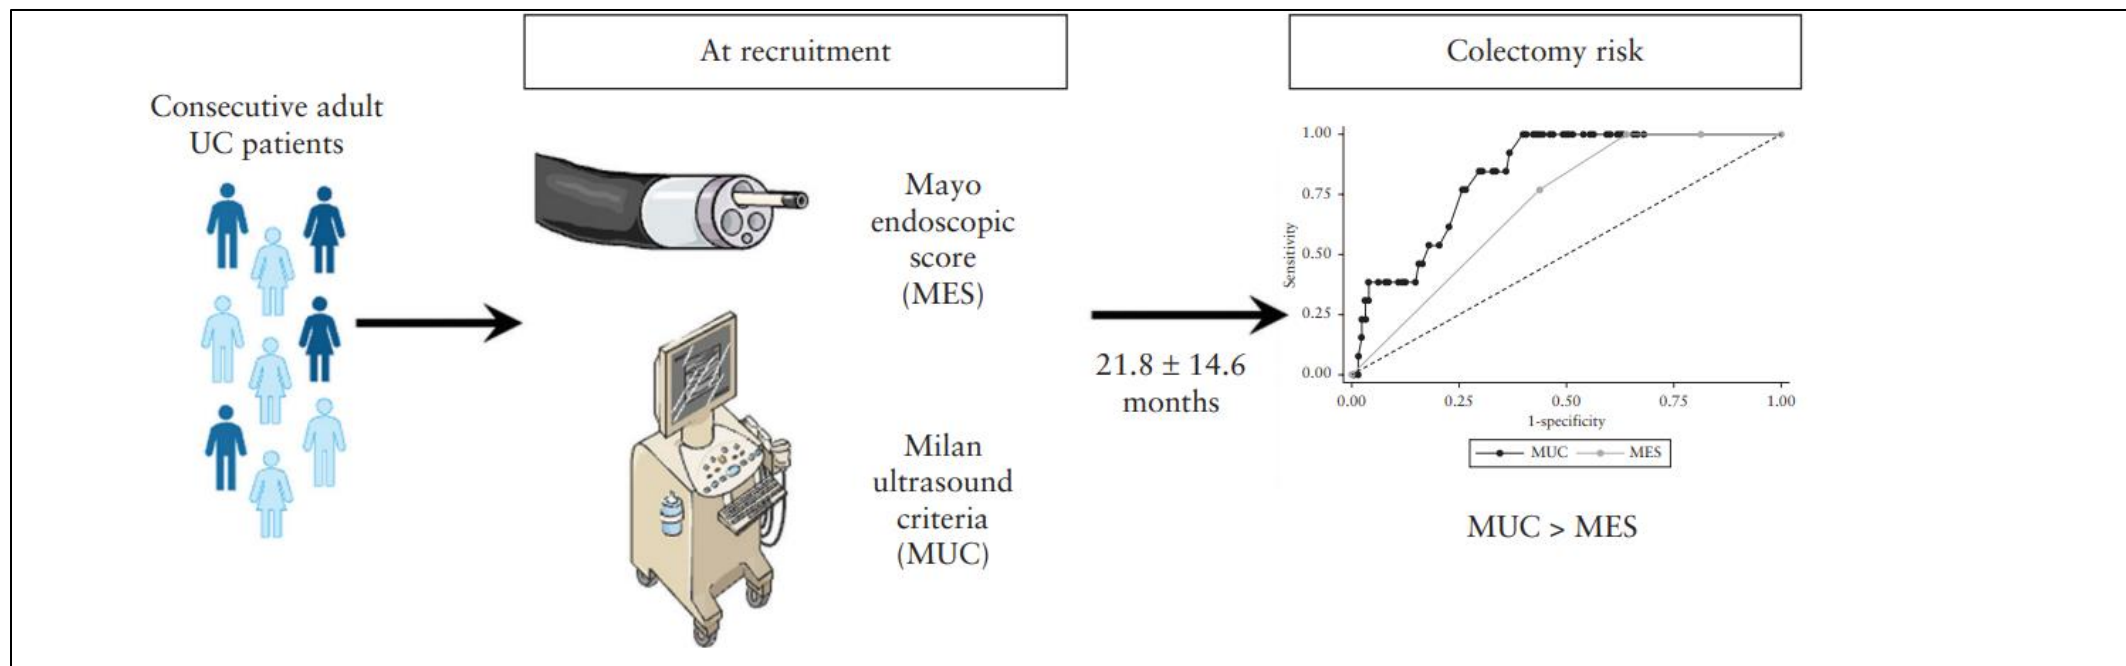 Consecutive adult
UC patients
At recruitment
Mayo
endoscopic
score
(MES)
Milan
ultrasound
criteria
(MUC)
21.8 ± 14.6
months
Colectomy risk
1.00
0.75
0.50
0.25
0.00
Sensitivity
0.00 0.25 0.50 0.75 1.00
1-specificity
MUC MES
MUC > MES